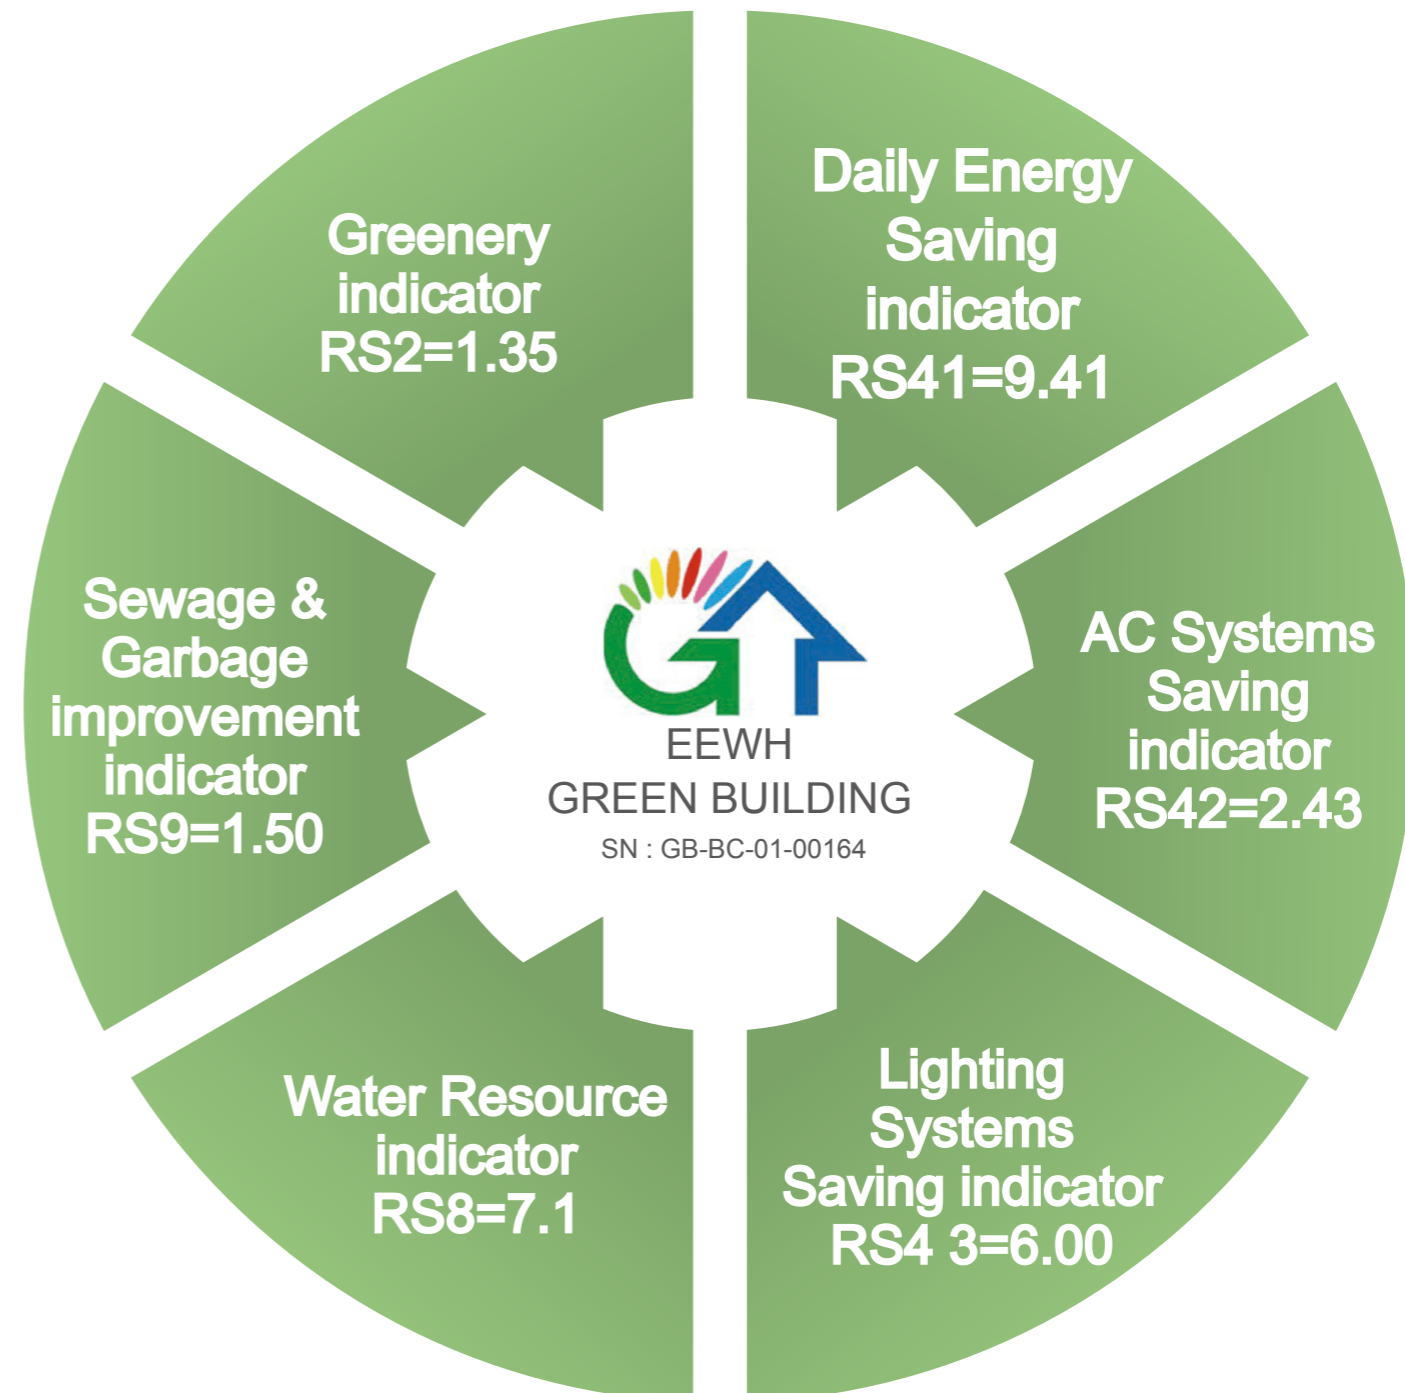 Greenery
indicator
RS2=1.35
Daily Energy
Saving
indicator
RS41=9.41
AC Systems
Saving
indicator
RS42=2.43
Lighting
Systems
Saving indicator
RS4 3=6.00
Water Resource
indicator
RS8=7.1
Sewage &
Garbage
improvement
indicator
RS9=1.50
EEWH
GREEN BUILDING
SN : GB-BC-01-00164